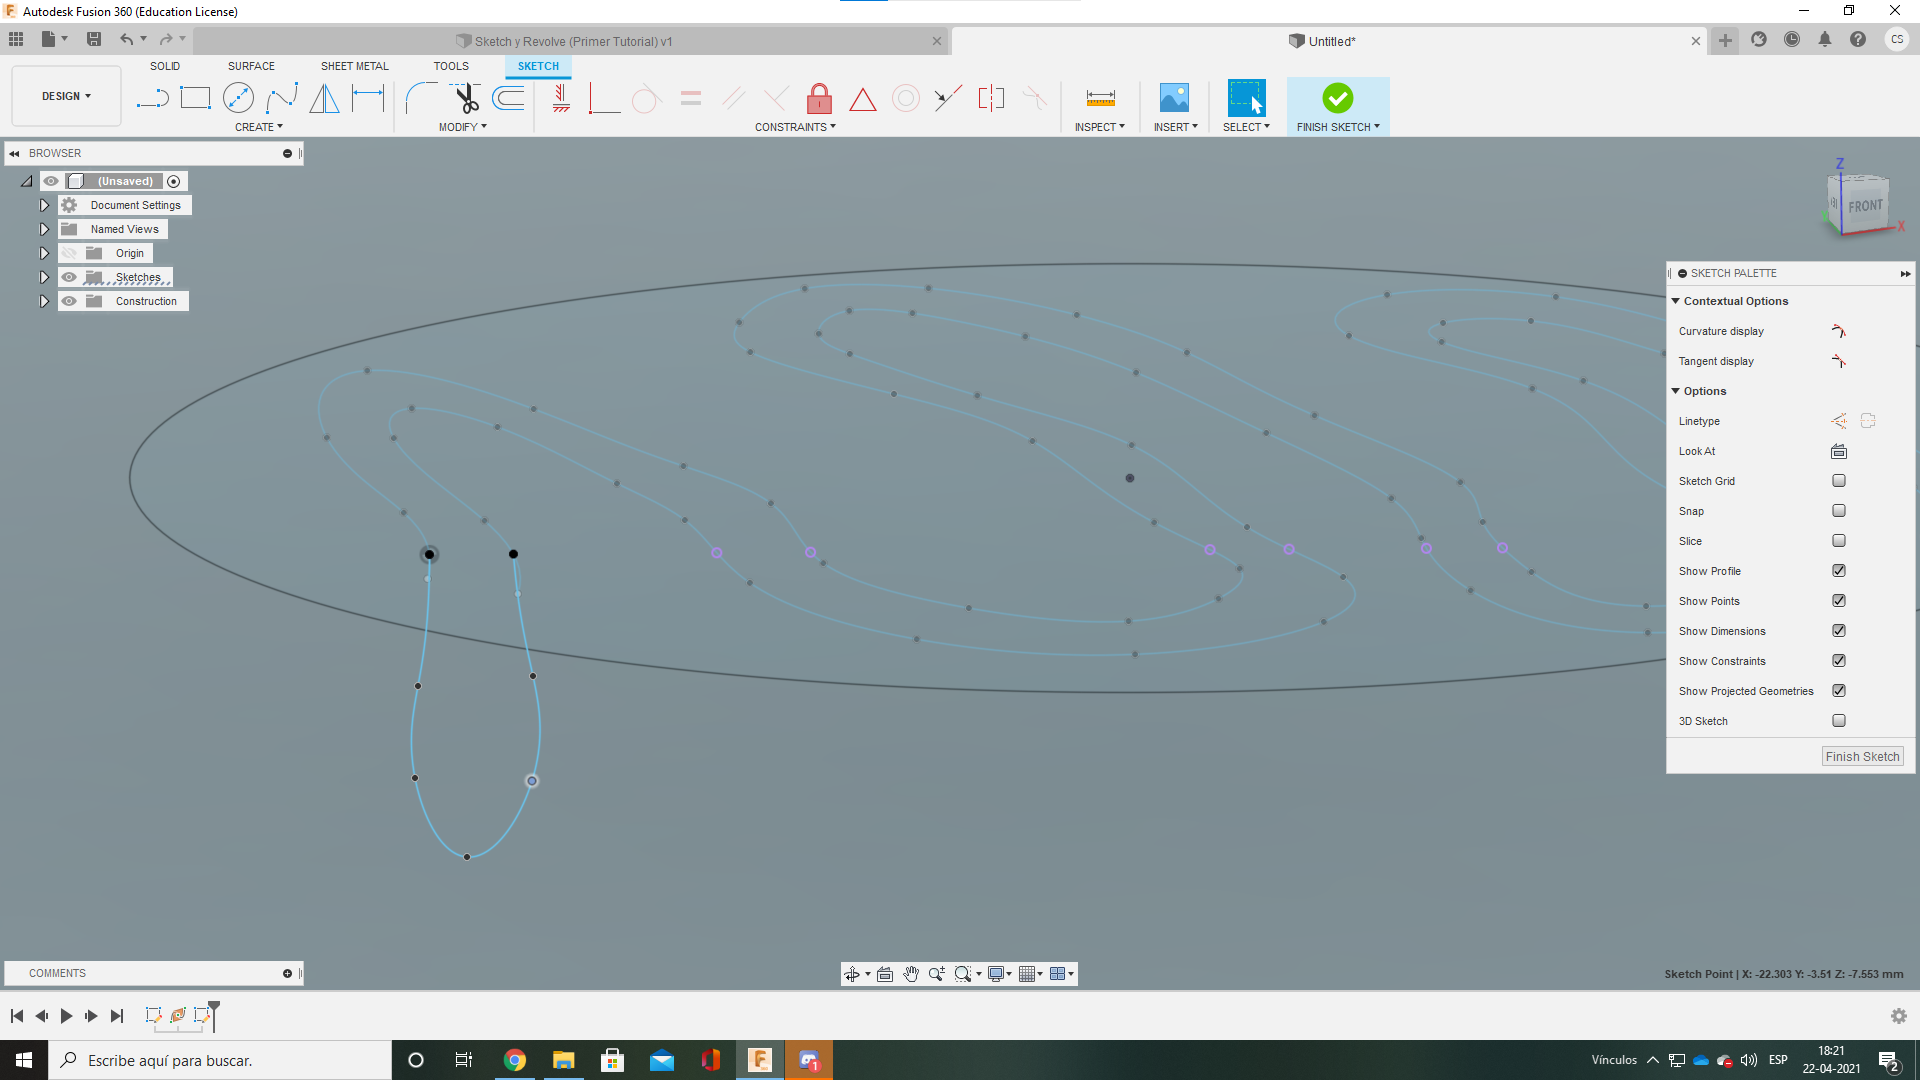 Autodesk Fusion 360 (Education License)
Sketch y Revolve (Primer Tutorial) v1
Untitled*
CS
SOLID SURFACE SHEET METAL TOOLS SKETCH
DESIGN
CREATE MODIFY CONSTRAINTS INSPECT INSERT SELECT FINISH SKETCH
BROWSER
(Unsaved)
Document Settings
Named Views
Origin
Sketches
Construction
Z
FRONT
X
SKETCH PALETTE
Contextual Options
Curvature display
Tangent display
Options
Linetype
Look At
Sketch Grid
Snap
Slice
Show Profile
Show Points
Show Dimensions
Show Constraints
Show Projected Geometries
3D Sketch
Finish Sketch
COMMENTS
Sketch Point | X: -22.303 Y: -3.51 Z: -7.553 mm
Escribe aquí para buscar.
1
Vínculos
ESP
18:21
22-04-2021
2